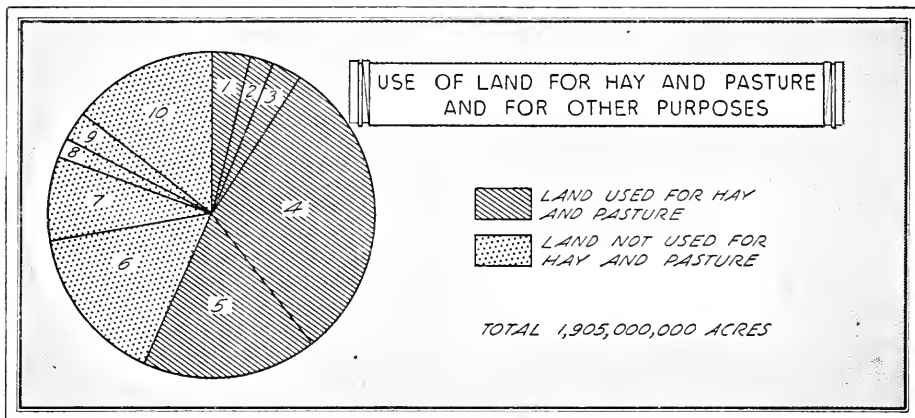 USE OF LAND FOR HAY AND PASTURE
AND FOR OTHER PURPOSES
1
2
3
4
5
6
7
8
9
10
LAND USED FOR HAY
AND PASTURE
LAND NOT USED FOR
HAY AND PASTURE
TOTAL 1,905,000,000 ACRES